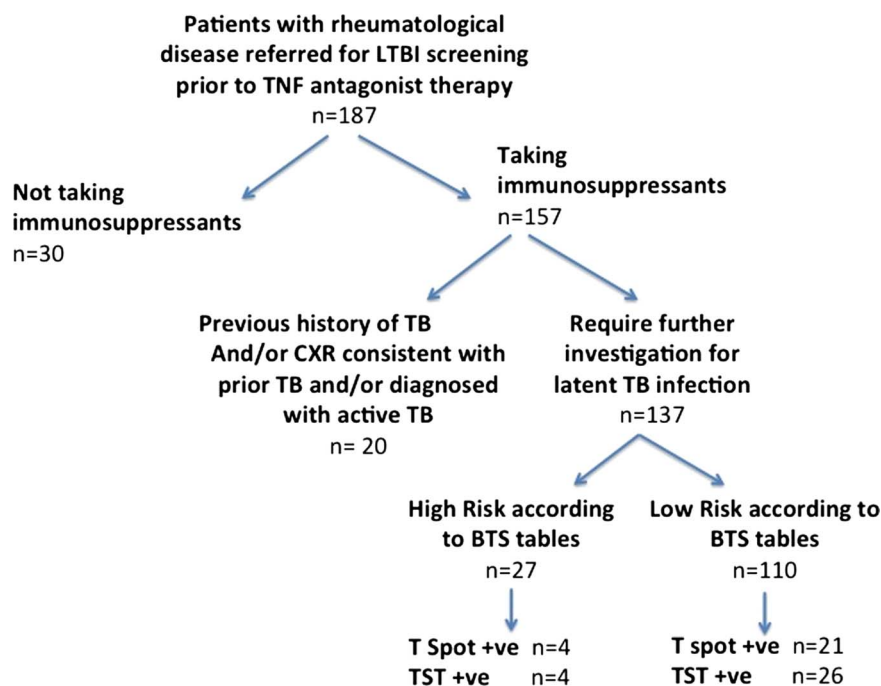 Patients with rheumatological
disease referred for LTBI screening
prior to TNF antagonist therapy
n=187
Not taking
immunosuppressants
n=30
Taking
immunosuppressants
n=157
Previous history of TB
And/or CXR consistent with
prior TB and/or diagnosed
with active TB
n= 20
Require further
investigation for
latent TB infection
n=137
High Risk according
to BTS tables
n=27
Low Risk according to
BTS tables
n=110
T Spot +ve n=4
TST +ve n=4
T spot +ve n=21
TST +ve n=26